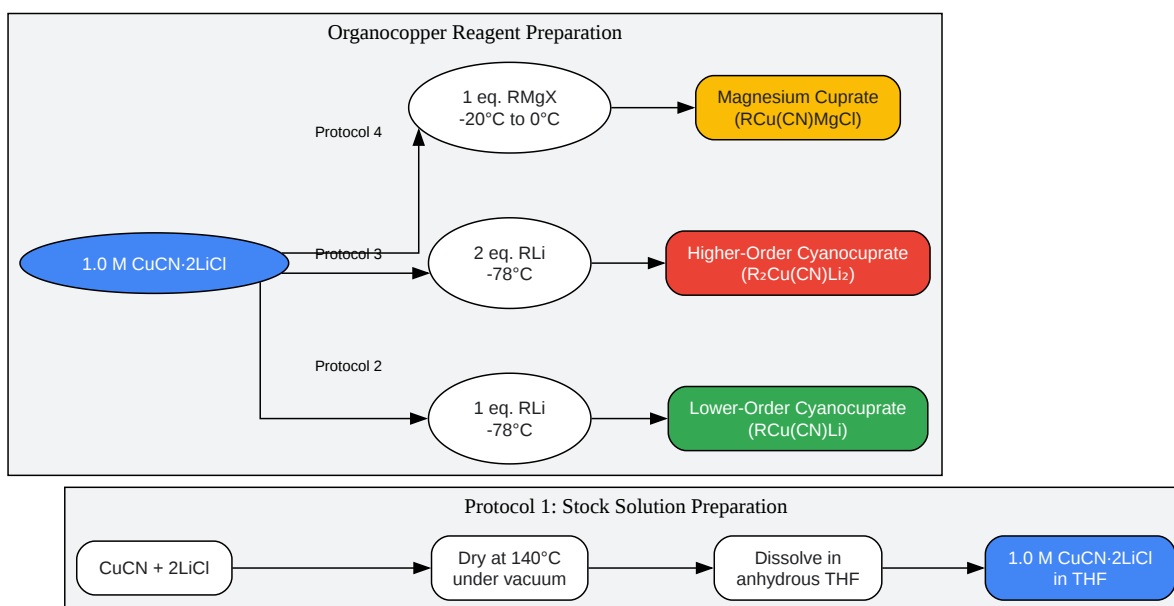 Organocopper Reagent Preparation
1 eq. RMgX
-20°C to 0°C
Magnesium Cuprate
(RCu(CN)MgCl)
Protocol 4
Protocol 3
1.0 M CuCN·2LiCl
2 eq. RLi
-78°C
Higher-Order Cyanocuprate
(R₂Cu(CN)Li₂)
Protocol 2
1 eq. RLi
-78°C
Lower-Order Cyanocuprate
(RCu(CN)Li)
Protocol 1: Stock Solution Preparation
CuCN + 2LiCl
Dry at 140°C
under vacuum
Dissolve in
anhydrous THF
1.0 M CuCN·2LiCl
in THF